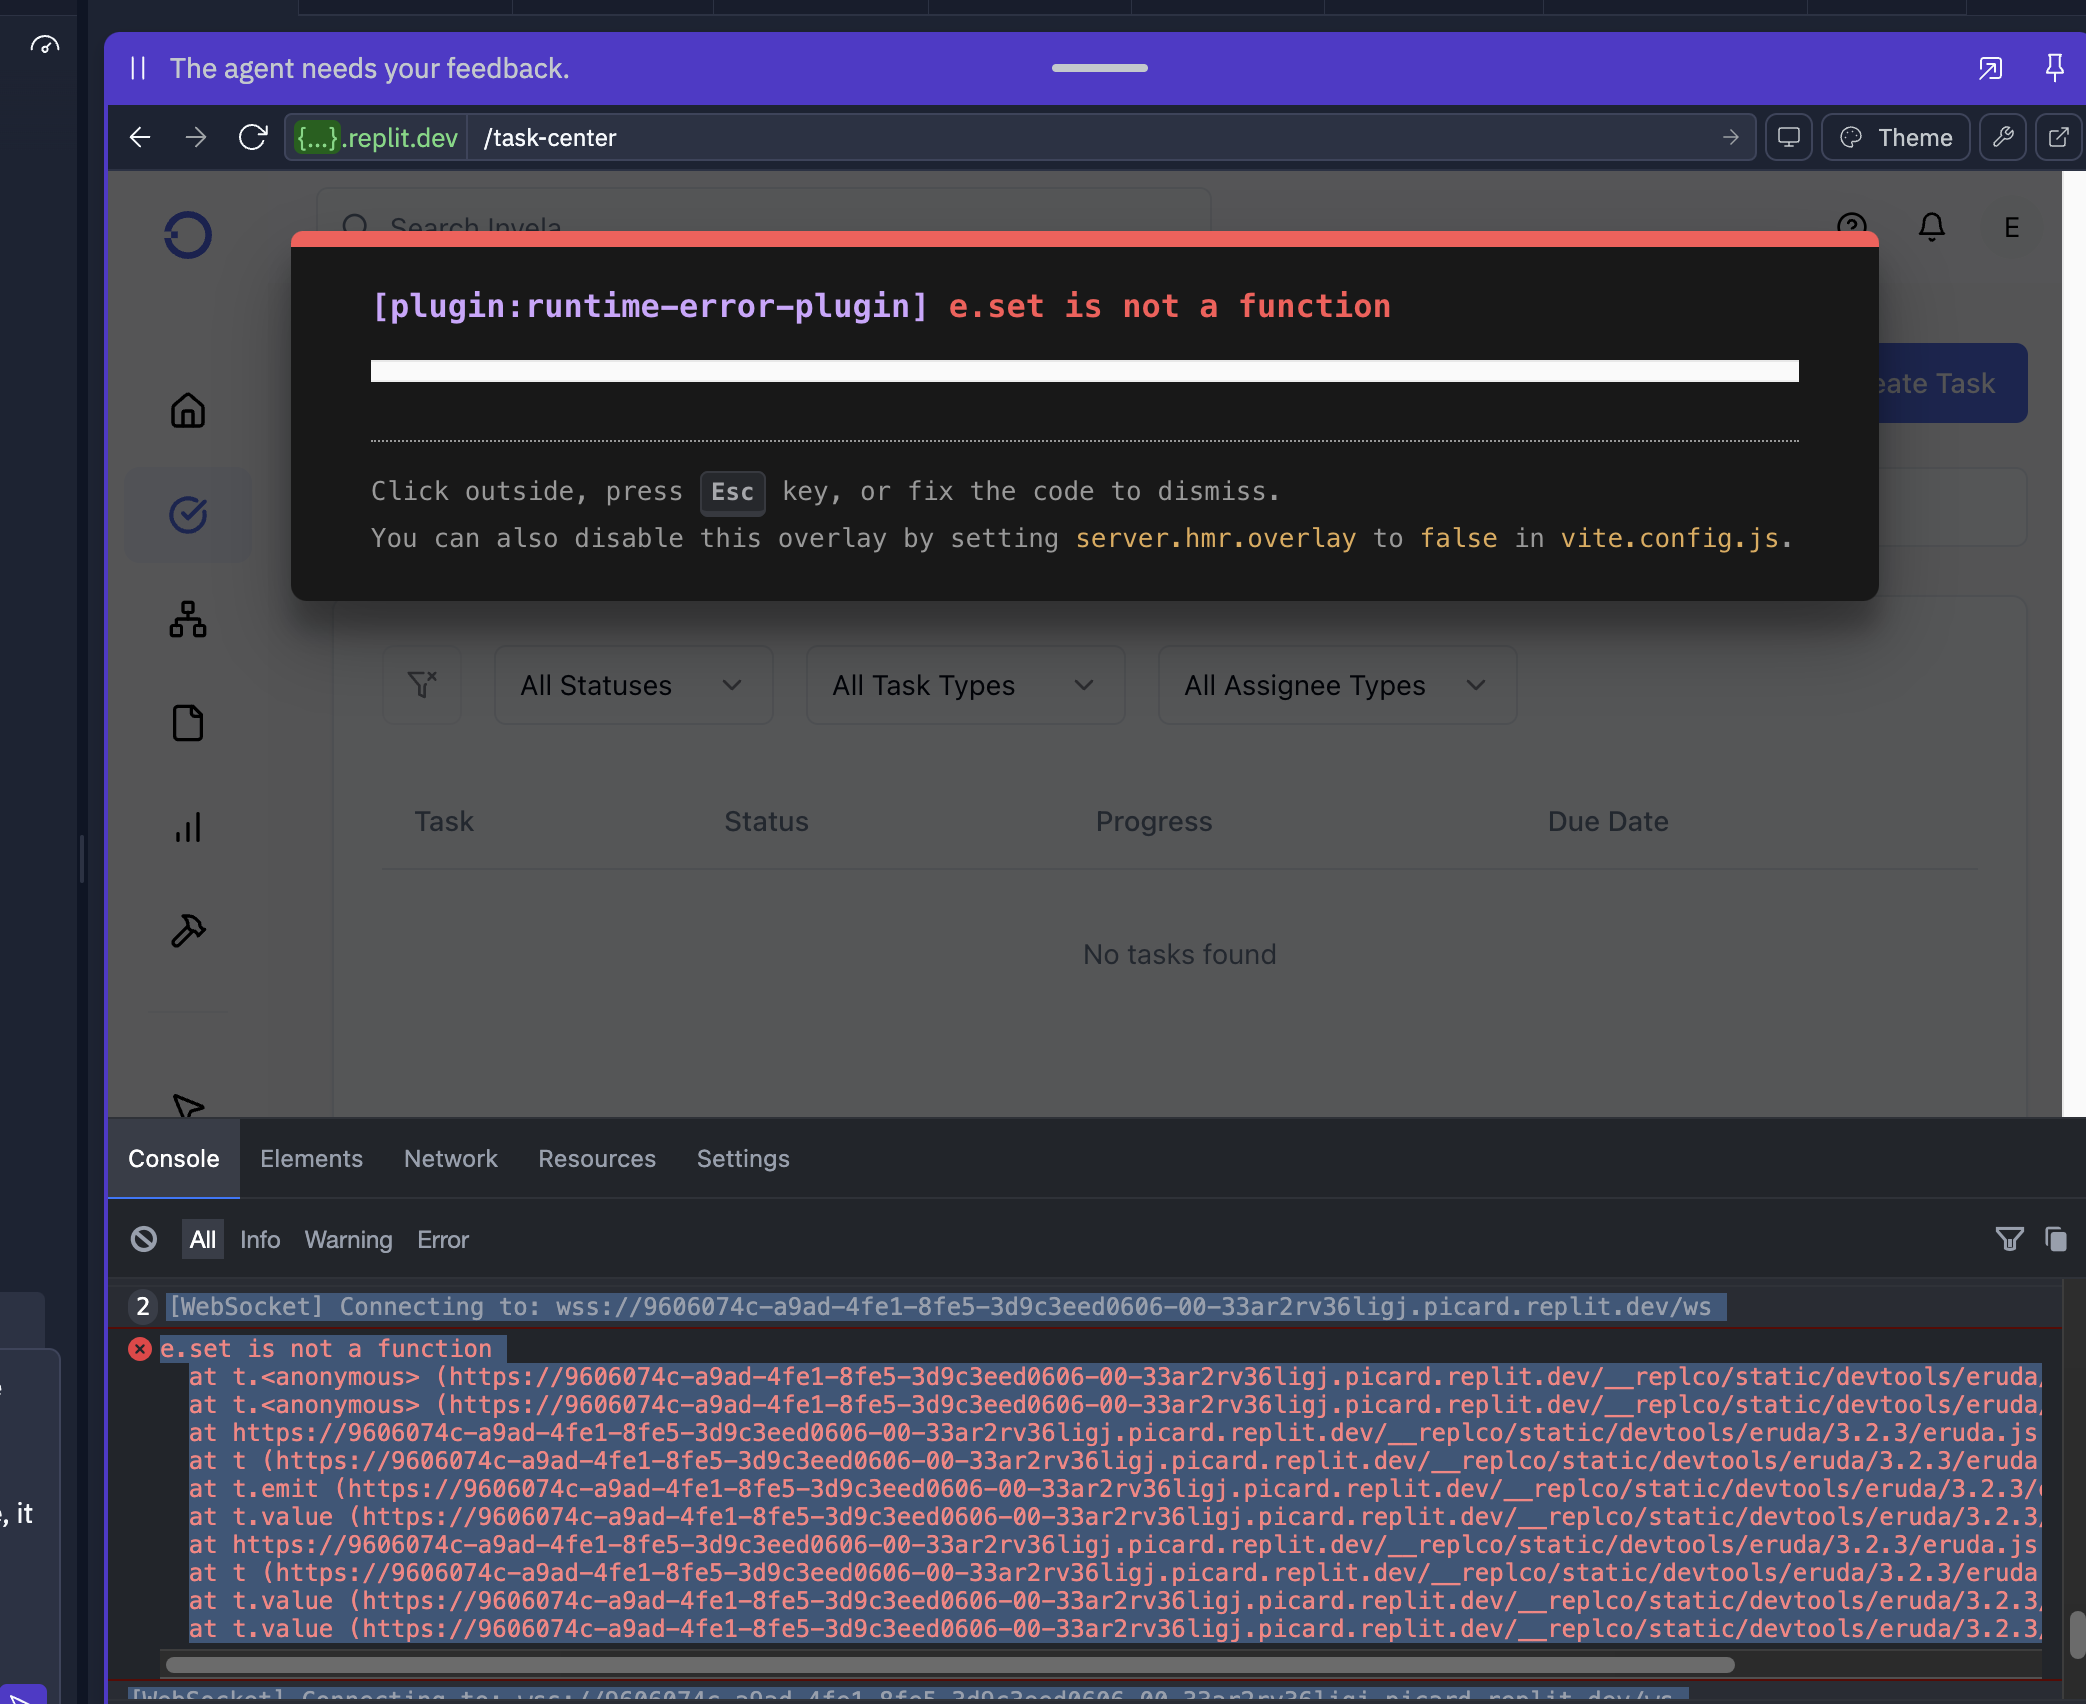 The agent needs your feedback.
{...}.replit.dev /task-center
Theme
Search Invela
E
[plugin:runtime-error-plugin] e.set is not a function
eate Task
Click outside, press Esc key, or fix the code to dismiss.
You can also disable this overlay by setting server.hmr.overlay to false in vite.config.js.
All Statuses All Task Types All Assignee Types
Task Status Progress Due Date
No tasks found
Console Elements Network Resources Settings
All Info Warning Error
2 [WebSocket] Connecting to: wss://9606074c-a9ad-4fe1-8fe5-3d9c3eed0606-00-33ar2rv36ligj.picard.replit.dev/ws
e.set is not a function
at t.<anonymous> (https://9606074c-a9ad-4fe1-8fe5-3d9c3eed0606-00-33ar2rv36ligj.picard.replit.dev/__replco/static/devtools/eruda/
at t.<anonymous> (https://9606074c-a9ad-4fe1-8fe5-3d9c3eed0606-00-33ar2rv36ligj.picard.replit.dev/__replco/static/devtools/eruda/
at https://9606074c-a9ad-4fe1-8fe5-3d9c3eed0606-00-33ar2rv36ligj.picard.replit.dev/__replco/static/devtools/eruda/3.2.3/eruda.js
at t (https://9606074c-a9ad-4fe1-8fe5-3d9c3eed0606-00-33ar2rv36ligj.picard.replit.dev/__replco/static/devtools/eruda/3.2.3/eruda
at t.emit (https://9606074c-a9ad-4fe1-8fe5-3d9c3eed0606-00-33ar2rv36ligj.picard.replit.dev/__replco/static/devtools/eruda/3.2.3/
, it
at t.value (https://9606074c-a9ad-4fe1-8fe5-3d9c3eed0606-00-33ar2rv36ligj.picard.replit.dev/__replco/static/devtools/eruda/3.2.3/
at https://9606074c-a9ad-4fe1-8fe5-3d9c3eed0606-00-33ar2rv36ligj.picard.replit.dev/__replco/static/devtools/eruda/3.2.3/eruda.js
at t (https://9606074c-a9ad-4fe1-8fe5-3d9c3eed0606-00-33ar2rv36ligj.picard.replit.dev/__replco/static/devtools/eruda/3.2.3/eruda
at t.value (https://9606074c-a9ad-4fe1-8fe5-3d9c3eed0606-00-33ar2rv36ligj.picard.replit.dev/__replco/static/devtools/eruda/3.2.3/
at t.value (https://9606074c-a9ad-4fe1-8fe5-3d9c3eed0606-00-33ar2rv36ligj.picard.replit.dev/__replco/static/devtools/eruda/3.2.3/
[WebSocket] Connecting to: wss://9606074c-a9ad-4fe1-8fe5-3d9c3eed0606-00-33ar2rv36ligj.picard.replit.dev/ws